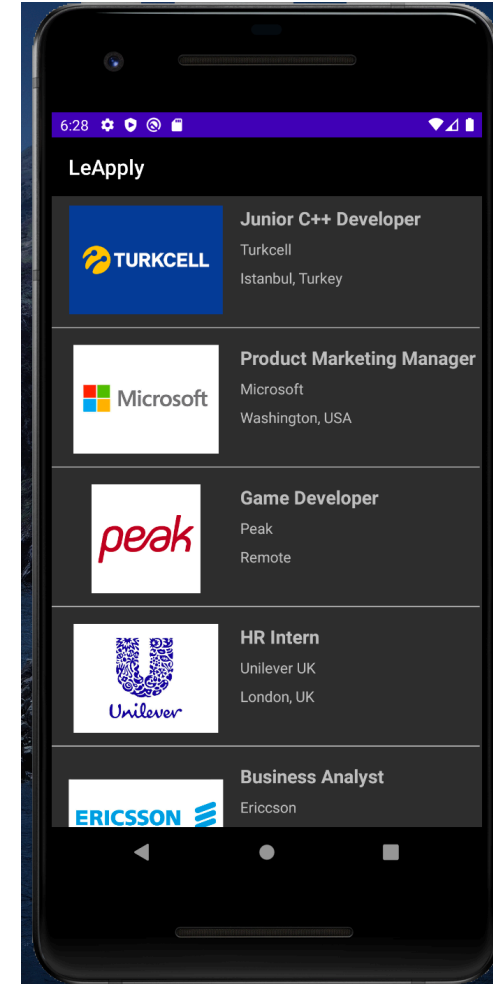 6:28
LeApply
TURKCELL
Junior C++ Developer
Turkcell
Istanbul, Turkey
Microsoft
Product Marketing Manager
Microsoft
Washington, USA
peak
Game Developer
Peak
Remote
Unilever
HR Intern
Unilever UK
London, UK
ERICSSON
Business Analyst
Ericcson